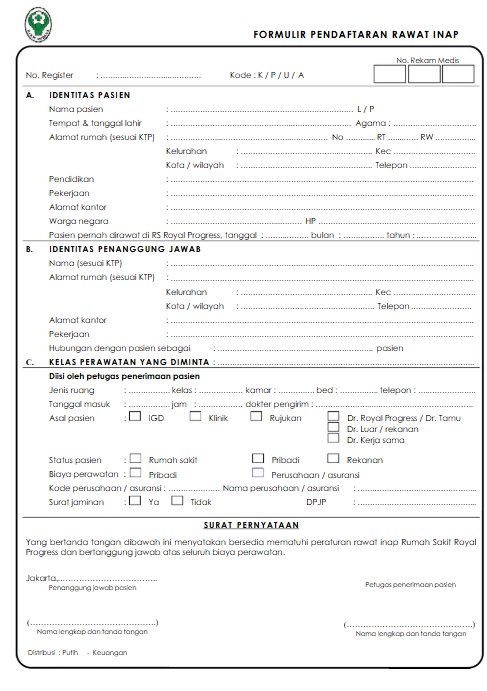 FORMULIR PENDAFTARAN RAWAT INAP
No. Rekam Medis
No. Register : ........................................ Kode : K / P / U / A
A. IDENTITAS PASIEN
Nama pasien : ........................................ L / P
Tempat & tanggal lahir : ........................................ Agama : ....................
Alamat rumah (sesuai KTP) : ........................................ No .......... RT .......... RW ..........
Kelurahan : ........................................ Kec ....................
Kota / wilayah : ........................................ Telepon ....................
Pendidikan : ........................................
Pekerjaan : ........................................
Alamat kantor : ........................................
Warga negara : ........................................ HP ........................................
Pasien pernah dirawat di RS Royal Progress, tanggal : ................. bulan : ............... tahun : ....................
B. IDENTITAS PENANGGUNG JAWAB
Nama (sesuai KTP) : ........................................
Alamat rumah (sesuai KTP) : ........................................
Kelurahan : ........................................ Kec ....................
Kota / wilayah : ........................................ Telepon ....................
Alamat kantor : ........................................
Pekerjaan : ........................................
Hubungan dengan pasien sebagai : ........................................ pasien
C. KELAS PERAWATAN YANG DIMINTA : ........................................
Diisi oleh petugas penerimaan pasien
Jenis ruang : ................. kelas : ................. kamar : ............ bed : ............ telepon : ....................
Tanggal masuk : ................. jam : ................. dokter pengirim : ........................................
Asal pasien : IGD Klinik Rujukan Dr. Royal Progress / Dr. Tamu
Dr. Luar / rekanan
Dr. Kerja sama
Status pasien : Rumah sakit Pribadi Rekanan
Biaya perawatan : Pribadi Perusahaan / asuransi
Kode perusahaan / asuransi : .................... Nama perusahaan / asuransi : ........................................
Surat jaminan : Ya Tidak DPJP : ........................................
SURAT PERNYATAAN
Yang bertanda tangan dibawah ini menyatakan bersedia mematuhi peraturan rawat inap Rumah Sakit Royal
Progress dan bertanggung jawab atas seluruh biaya perawatan.
Jakarta,...................................
Penanggung jawab pasien Petugas penerimaan pasien
(............................................) (............................................)
Nama lengkap dan tanda tangan Nama lengkap dan tanda tangan
Distribusi : Putih - Keuangan